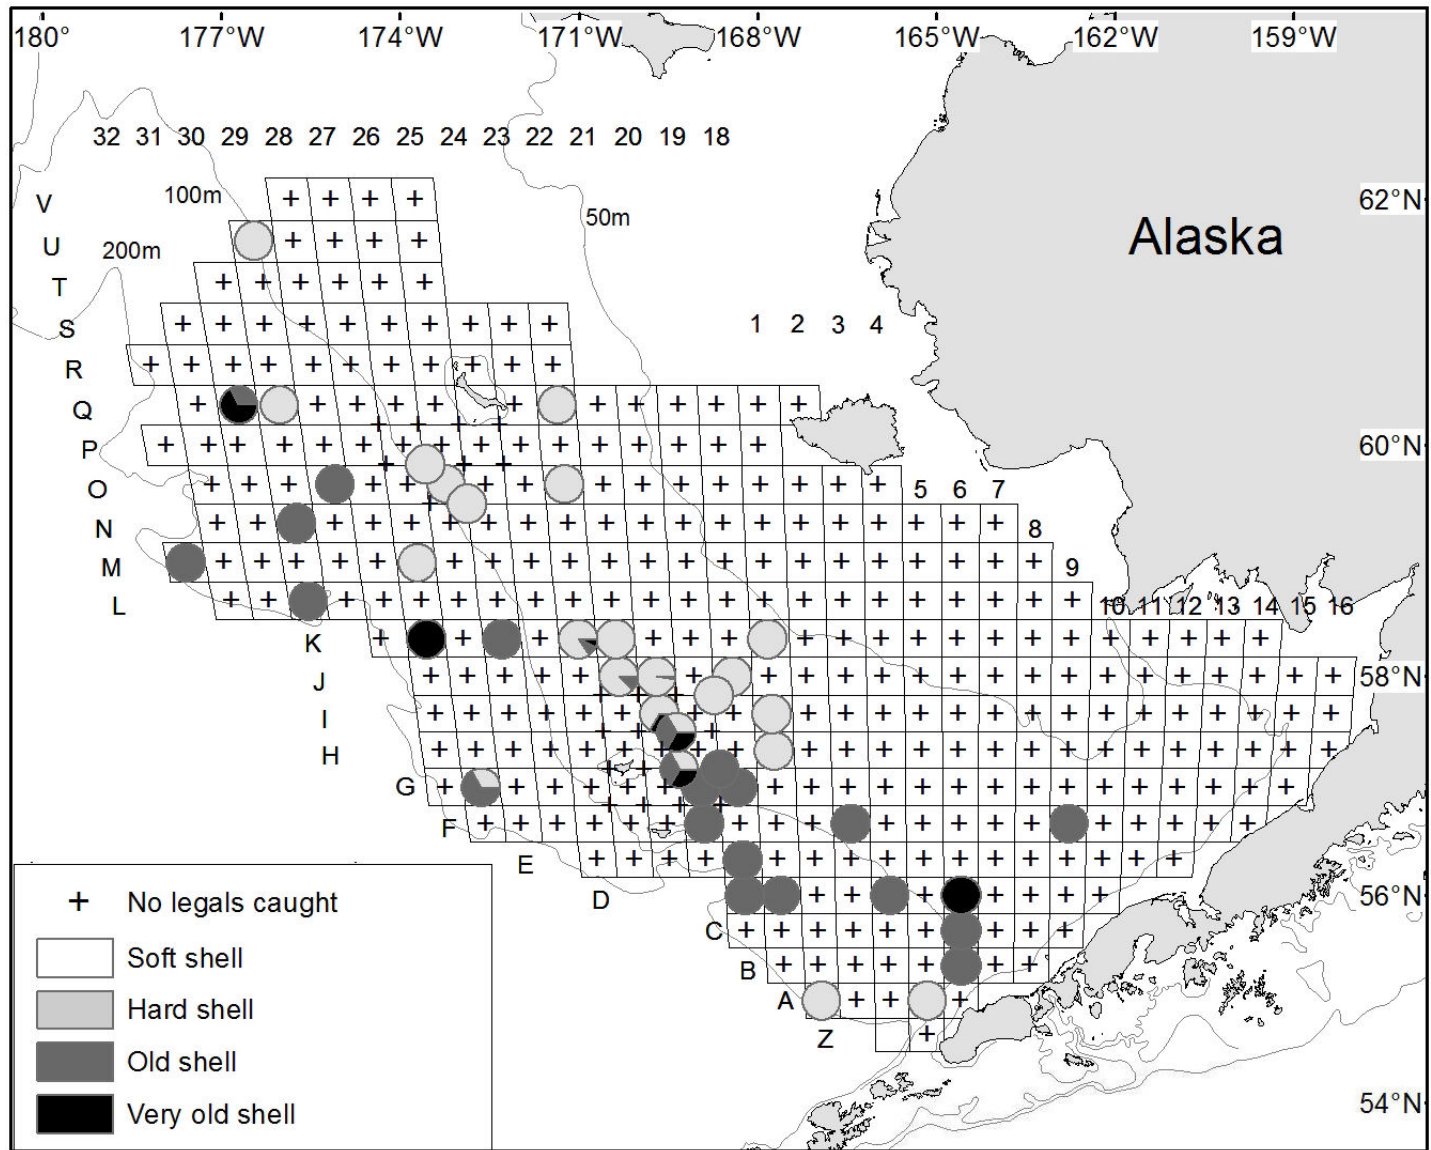 180° 177°W 174°W 171°W 168°W 165°W 162°W 159°W
32 31 30 29 28 27 26 25 24 23 22 21 20 19 18
100m
V
62°N
50m
U
200m
Alaska
T
S
1 2 3 4
R
Q
P
60°N
O
5 6 7
N
8
M
9
L
10 11 12 13 14 15 16
K
J
58°N
I
H
G
F
E
D
56°N
C
B
A
Z
54°N
No legals caught
Soft shell
Hard shell
Old shell
Very old shell